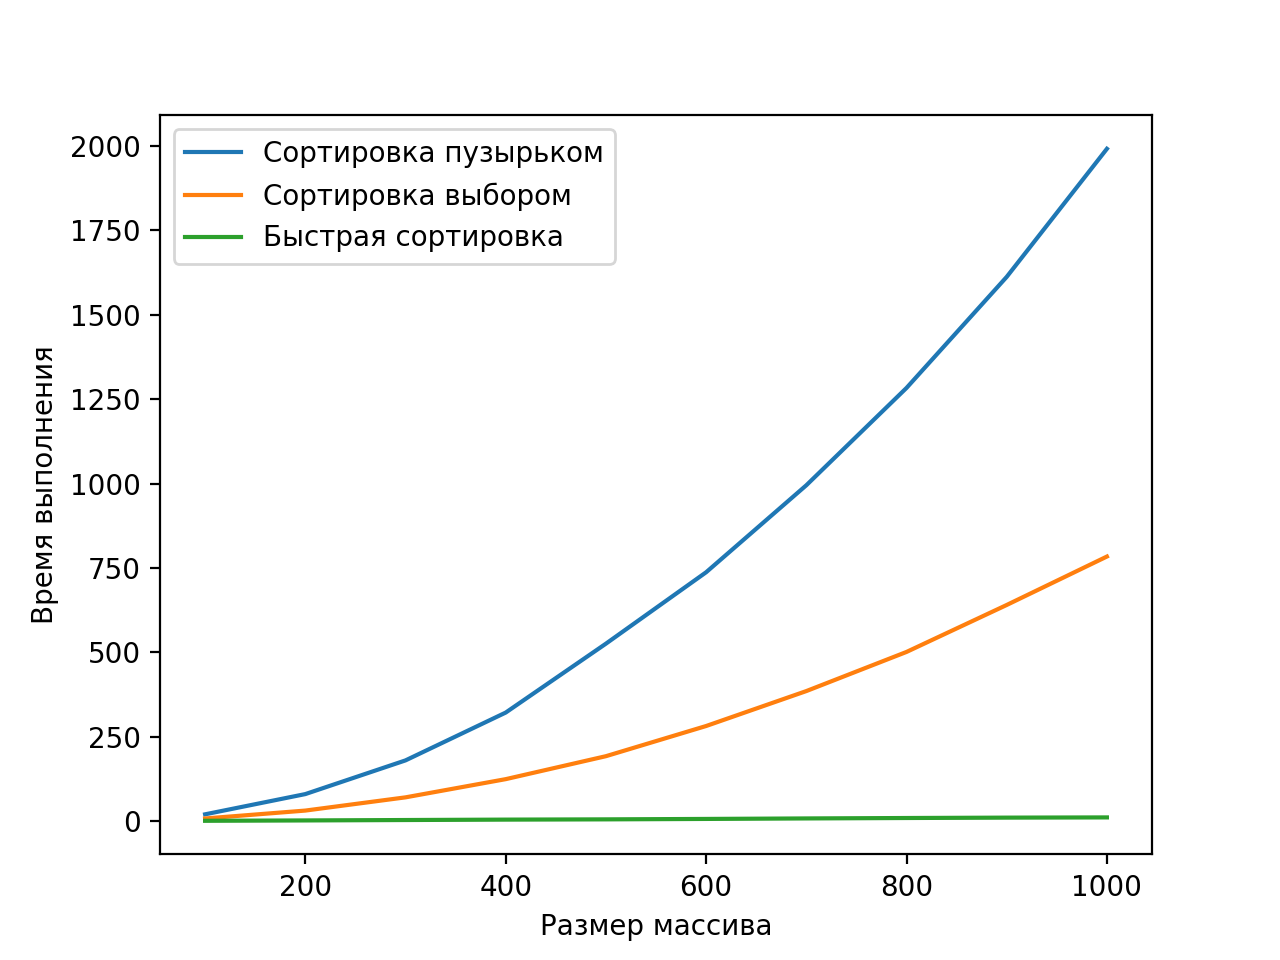 Сортировка пузырьком
Сортировка выбором
Быстрая сортировка
2000
1750
1500
1250
1000
750
500
250
0
Время выполнения
200 400 600 800 1000
Размер массива